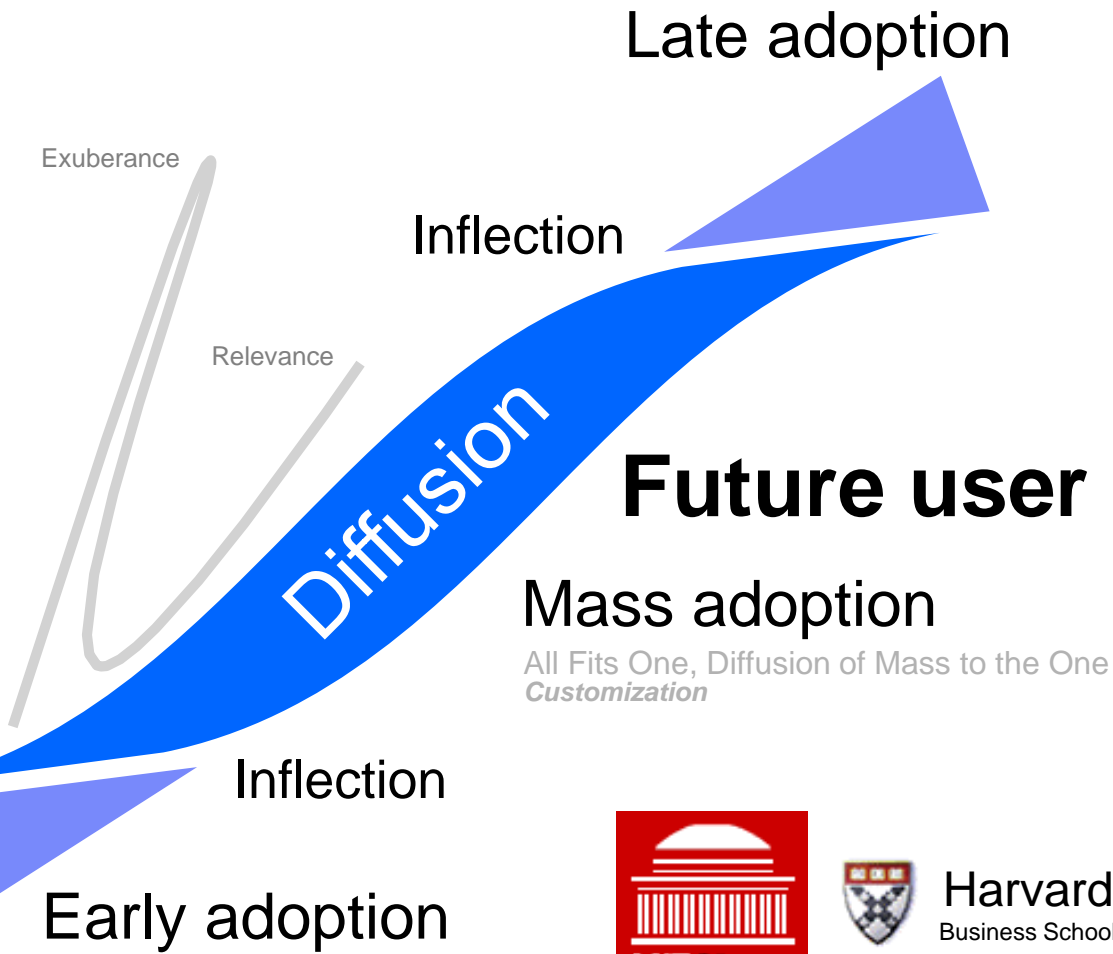 Late adoption
Exuberance
Inflection
Relevance
Diffusion
Future user
Mass adoption
All Fits One, Diffusion of Mass to the One
Customization
Inflection
Early adoption
Harvard
Business School